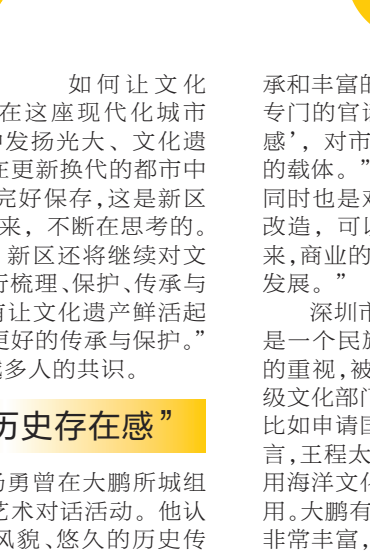 如何让文化
在这座现代化城市
中发扬光大、文化遗
在更新换代的都市中
完好保存,这是新区
来，不断在思考的。
新区还将继续对文
行梳理、保护、传承与
有让文化遗产鲜活起
更好的传承与保护。”
越多人的共识。
历史存在感”
杨勇曾在大鹏所城组
艺术对话活动。他认
风貌、悠久的历史传
承和丰富的
专门的官
感’，对市
的载体。”
同时也是对
改造，可以
来,商业的
发展。”
深圳市
是一个民族
的重视,被
级文化部门
比如申请国
言,王程太
用海洋文化
用。大鹏有
非常丰富,